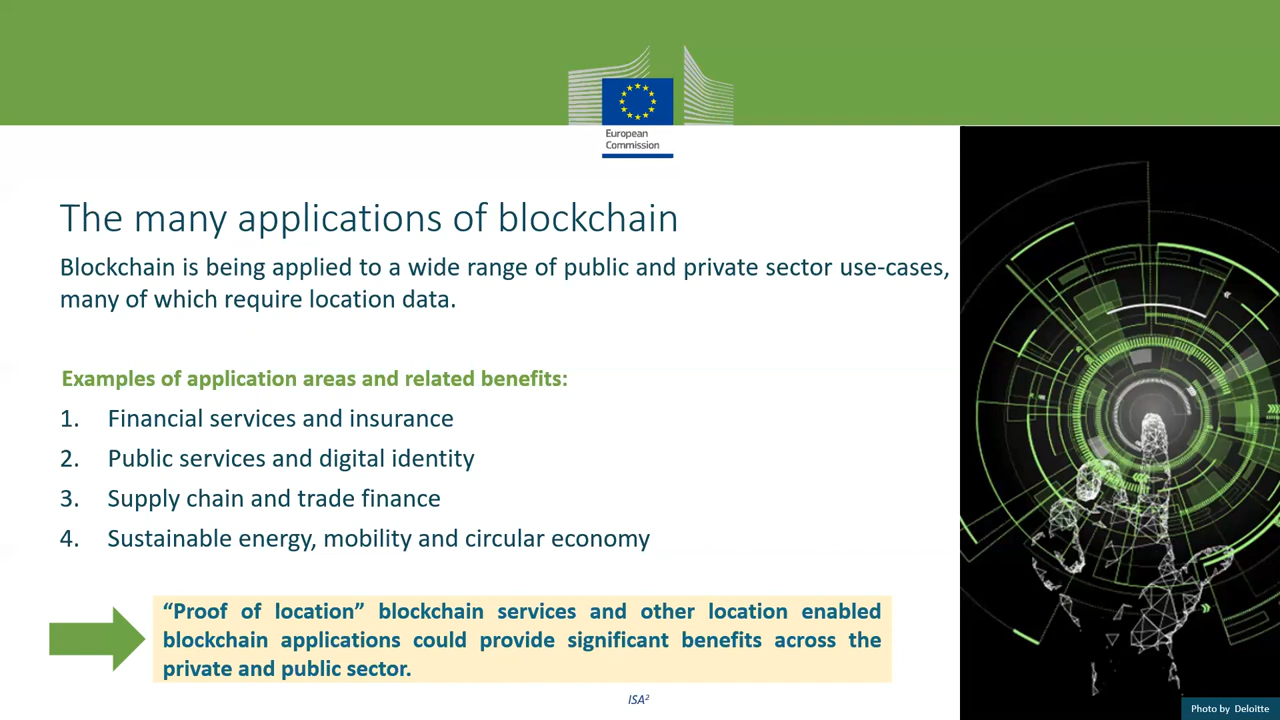 European
Commission
The many applications of blockchain
Blockchain is being applied to a wide range of public and private sector use-cases,
many of which require location data.
Examples of application areas and related benefits:
1. Financial services and insurance
2. Public services and digital identity
3. Supply chain and trade finance
4. Sustainable energy, mobility and circular economy
“Proof of location” blockchain services and other location enabled
blockchain applications could provide significant benefits across the
private and public sector.
ISA²
Photo by Deloitte